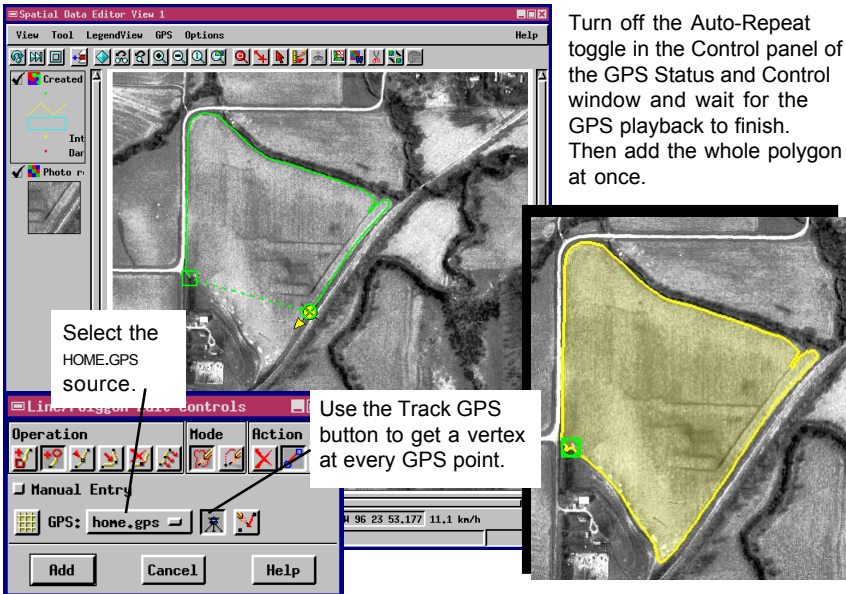 Spatial Data Editor View 1
View Tool LegendView GPS Options Help
Created
Int
Dan
Photo r
Turn off the Auto-Repeat
toggle in the Control panel of
the GPS Status and Control
window and wait for the
GPS playback to finish.
Then add the whole polygon
at once.
Select the
HOME.GPS
source.
Use the Track GPS
button to get a vertex
at every GPS point.
Controls
Operation Mode Action
Manual Entry
GPS: home.gps
W 96 23 53.177 11.1 km/h
Add Cancel Help